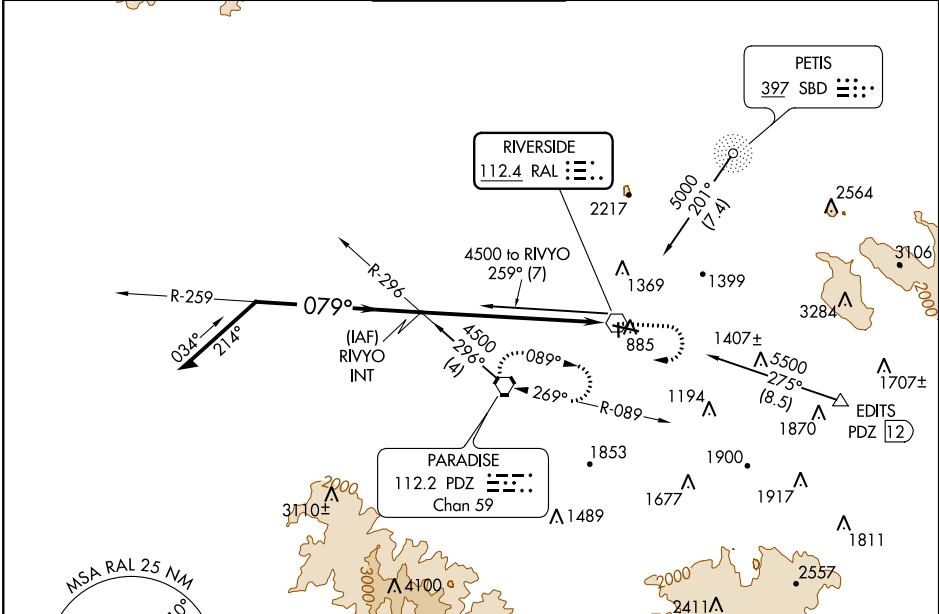 PETIS
397 SBD
RIVERSIDE
112.4 RAL
5000
201°
(7.4)
2217
2564
3106
2000
4500 to RIVYO
259° (7)
R-296
R-259
079°
1369
1399
3284
034°
214°
(IAF)
RIVYO
INT
4500
296°
(4)
885
089°
269°
R-089
1407±
5500
275°
(8.5)
1707±
1194
EDITS
PDZ 12
1870
PARADISE
112.2 PDZ
Chan 59
1853
1900
1677
1917
1489
1811
2000
3110±
3000
4100
2000
2557
2411
MSA RAL 25 NM